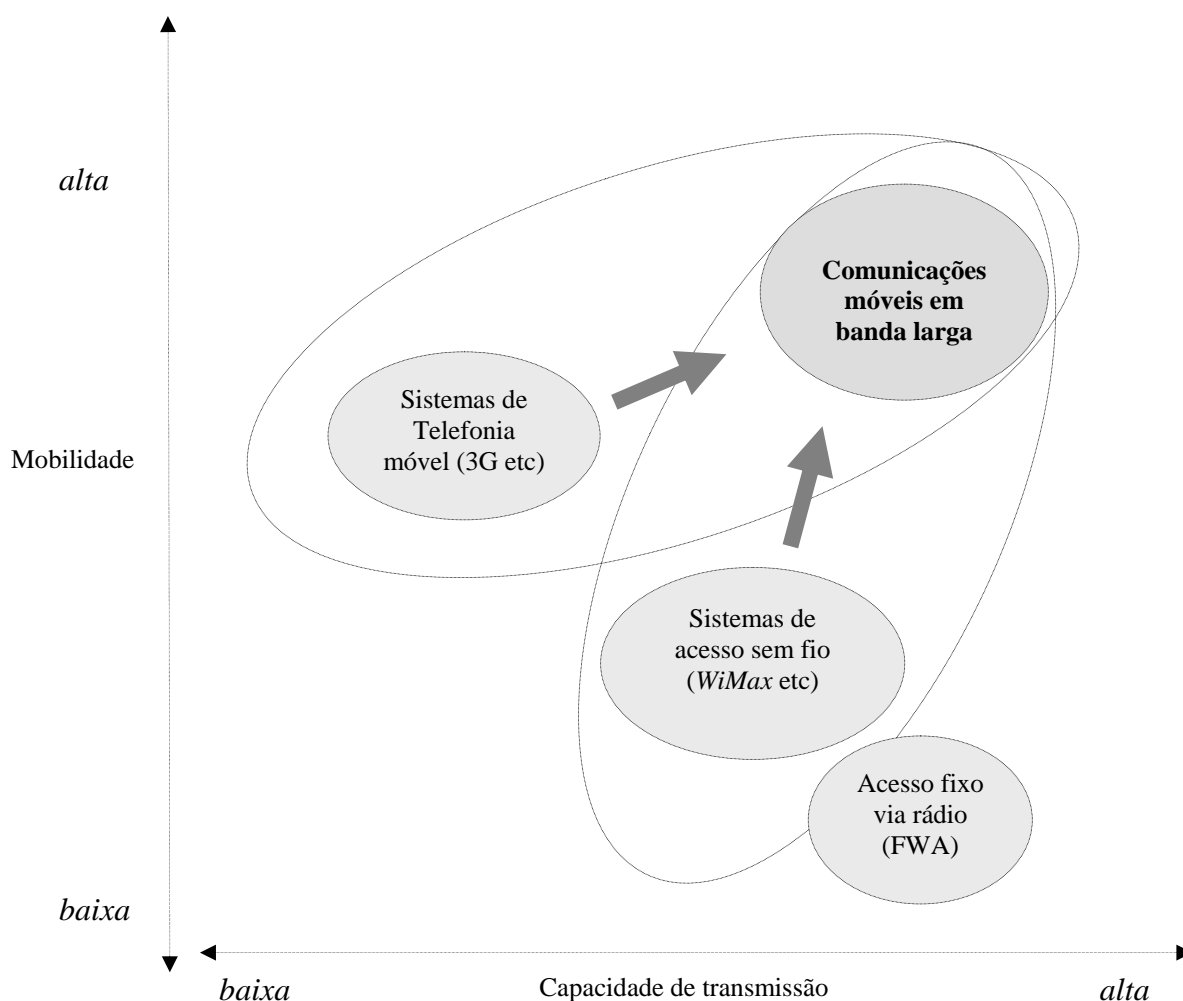 alta
Comunicações
móveis em
banda larga
Sistemas de
Telefonia
móvel (3G etc)
Mobilidade
Sistemas de
acesso sem fio
(WiMax etc)
Acesso fixo
via rádio
(FWA)
baixa
baixa
Capacidade de transmissão
alta